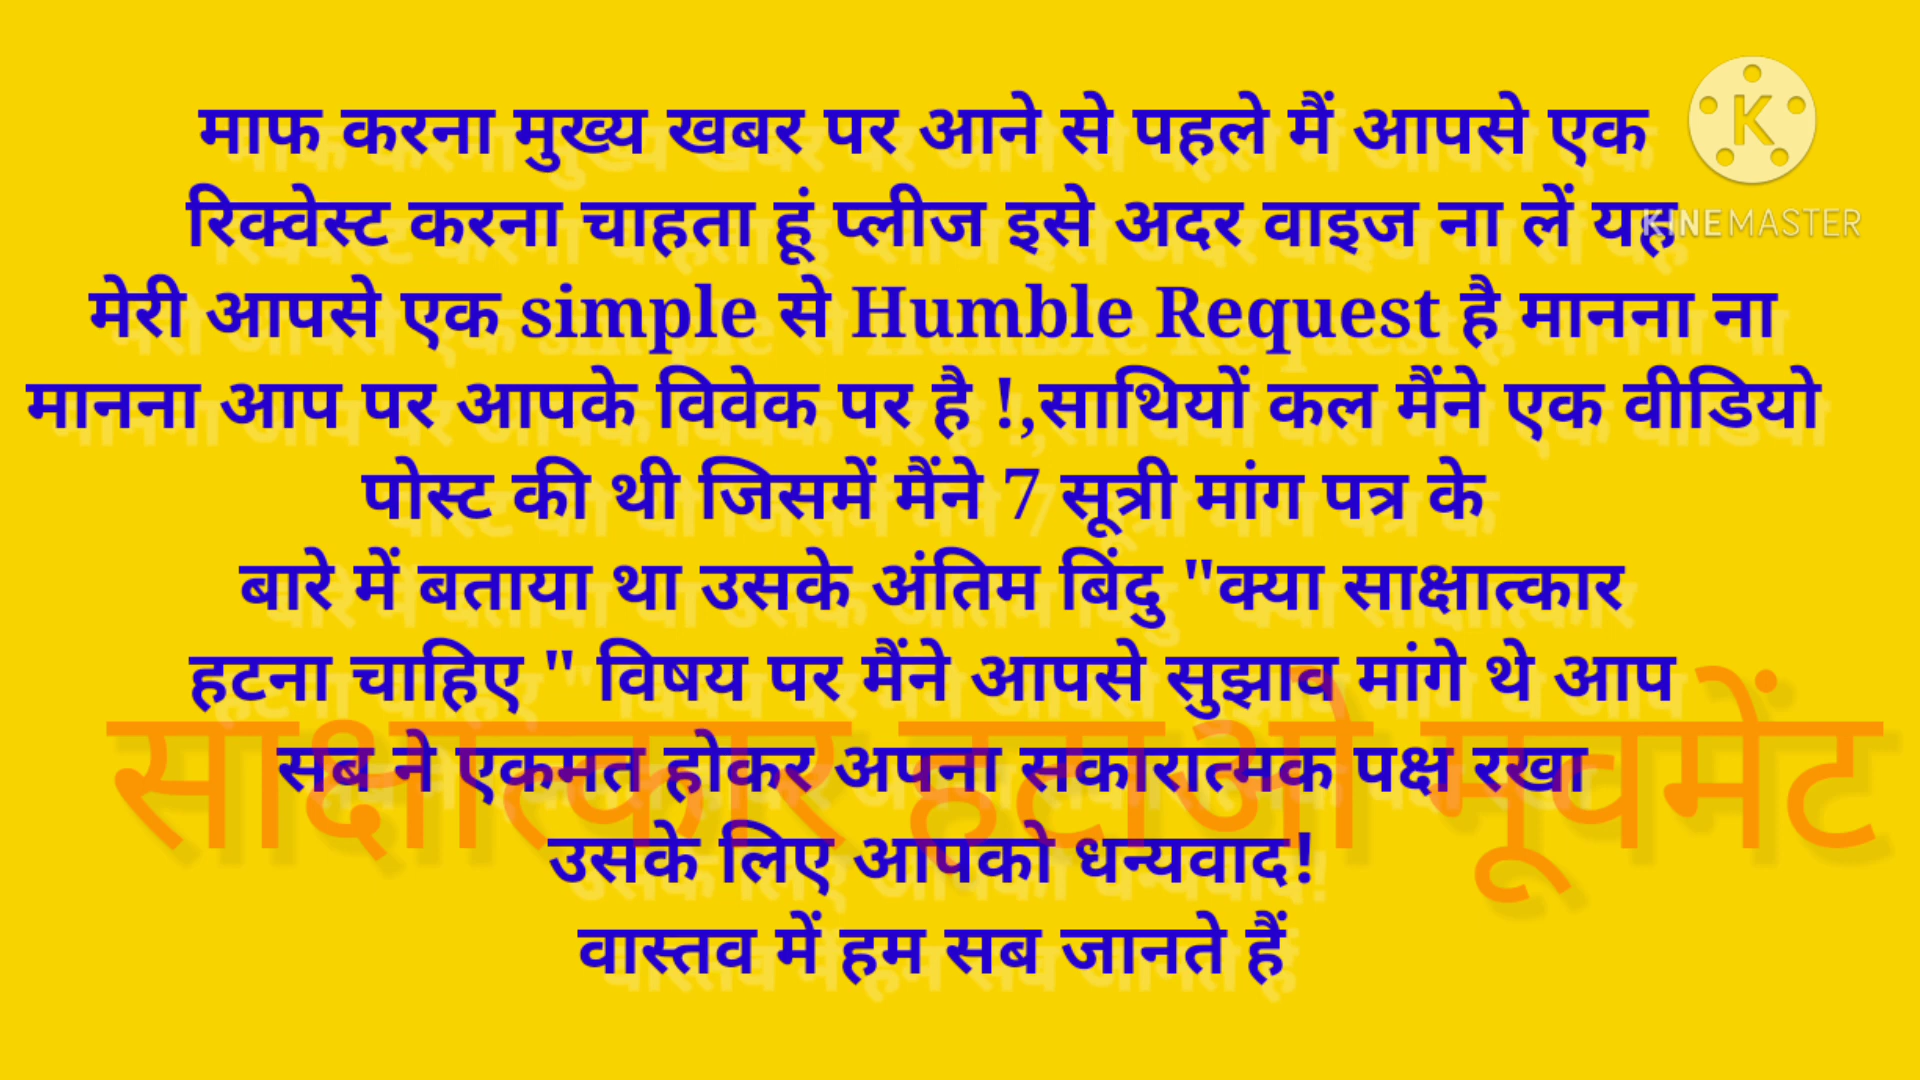 माफ करना मुख्य खबर पर आने से पहले मैं आपसे एक
रिक्वेस्ट करना चाहता हूं प्लीज इसे अदर वाइज ना लें यह
KINEMASTER
मेरी आपसे एक simple से Humble Request है मानना ना
मानना आप पर आपके विवेक पर है !,साथियों कल मैंने एक वीडियो
पोस्ट की थी जिसमें मैंने 7 सूत्री मांग पत्र के
बारे में बताया था उसके अंतिम बिंदु "क्या साक्षात्कार
हटना चाहिए " विषय पर मैंने आपसे सुझाव मांगे थे आप
सब ने एकमत होकर अपना सकारात्मक पक्ष रखा
साक्षात्कार हटाओ मूवमेंट
उसके लिए आपको धन्यवाद!
वास्तव में हम सब जानते हैं